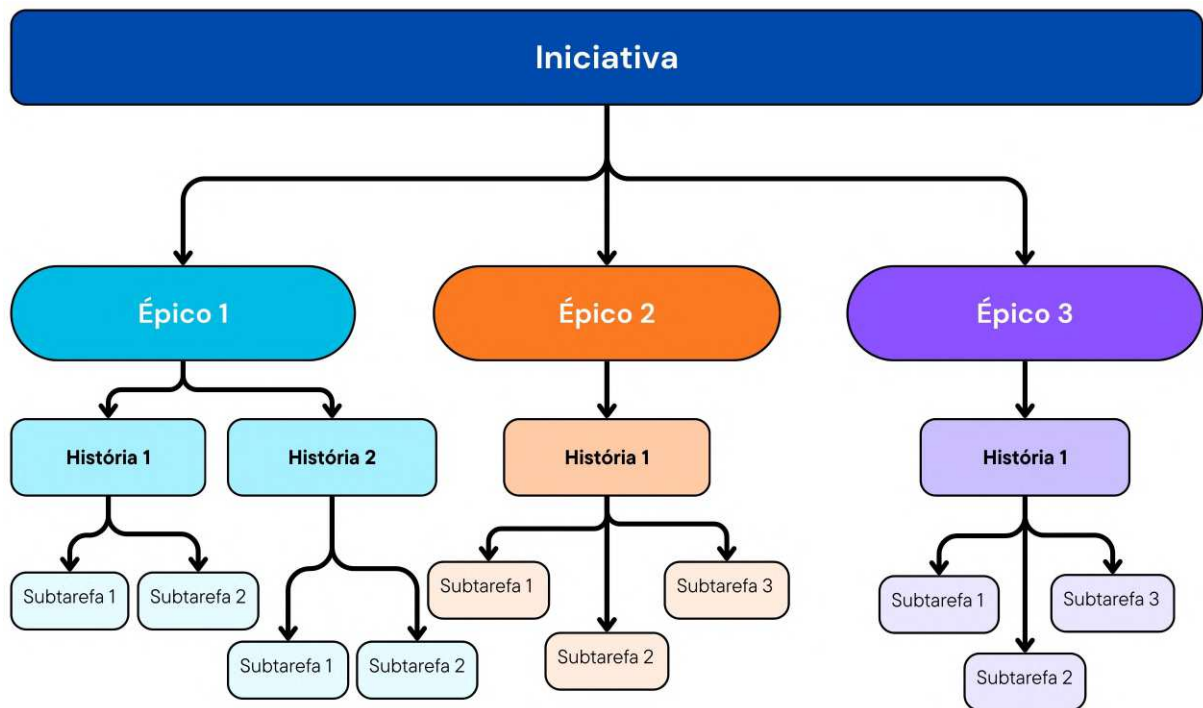 Iniciativa
Épico 1
Épico 2
Épico 3
História 1
História 2
História 1
História 1
Subtarefa 1
Subtarefa 2
Subtarefa 1
Subtarefa 2
Subtarefa 1
Subtarefa 2
Subtarefa 3
Subtarefa 1
Subtarefa 2
Subtarefa 3